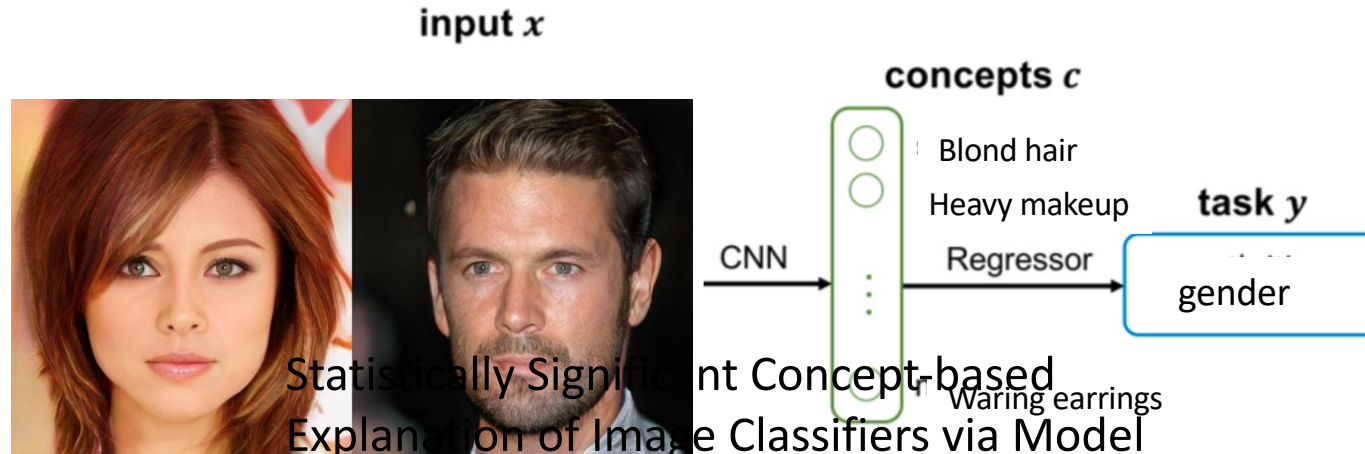 input x
concepts c
Blond hair
Heavy makeup
task y
CNN
Regressor
gender
Waring earrings
Statistically Significant Concept-based
Explanation of Image Classifiers via Model